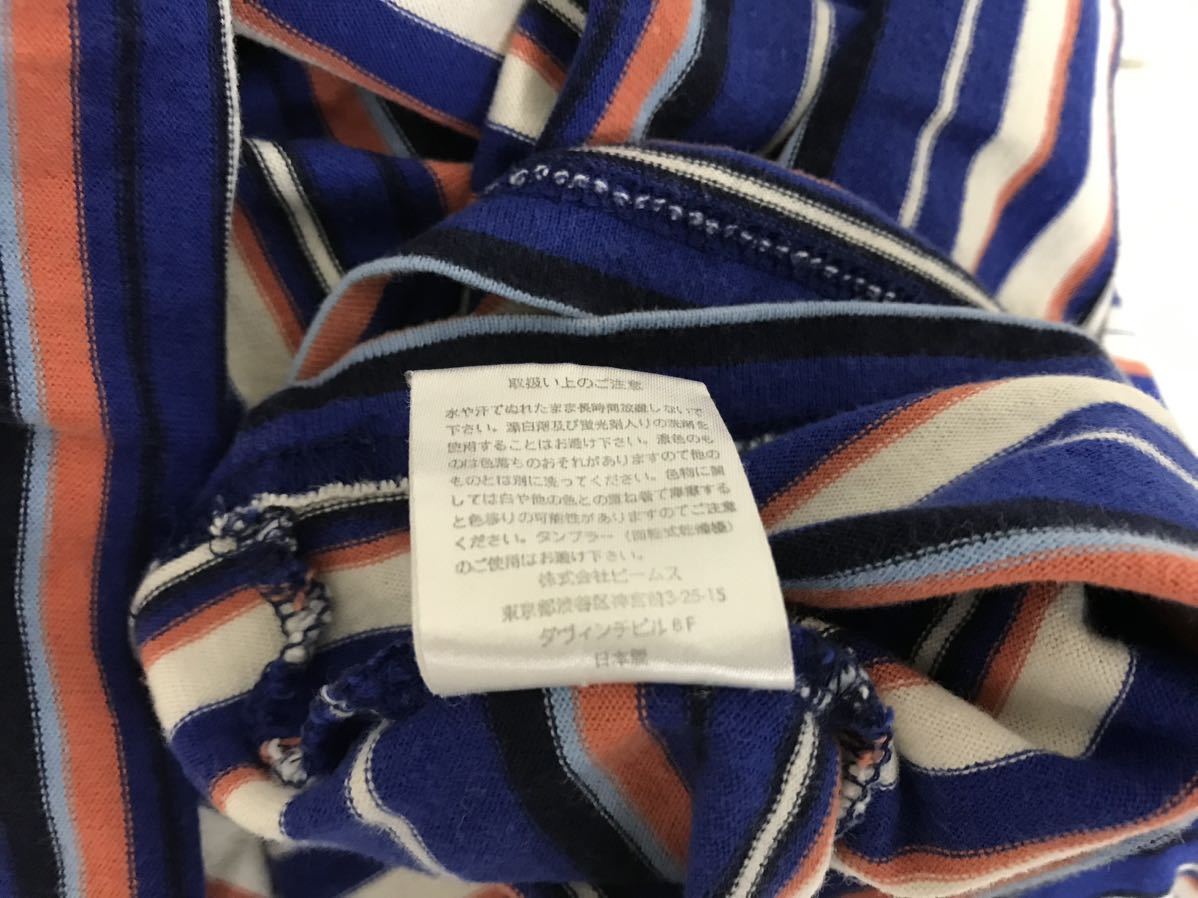 取扱い上のご注意
水や汗でぬれたまま長時間放置しないで
下さい。漂白剤及び蛍光剤入りの洗剤を
使用することはお避け下さい。濃色のも
のは色落ちのおそれがありますので他の
ものとは別に洗ってください。色物に関
しては白や他の色との重ね着で摩擦する
と色移りの可能性がありますのでご注意
ください。タンブラー（回転式乾燥機）
のご使用はお避け下さい。
株式会社ビームス
東京都渋谷区神宮前3-25-15
ダヴィンチビル6F
日本製